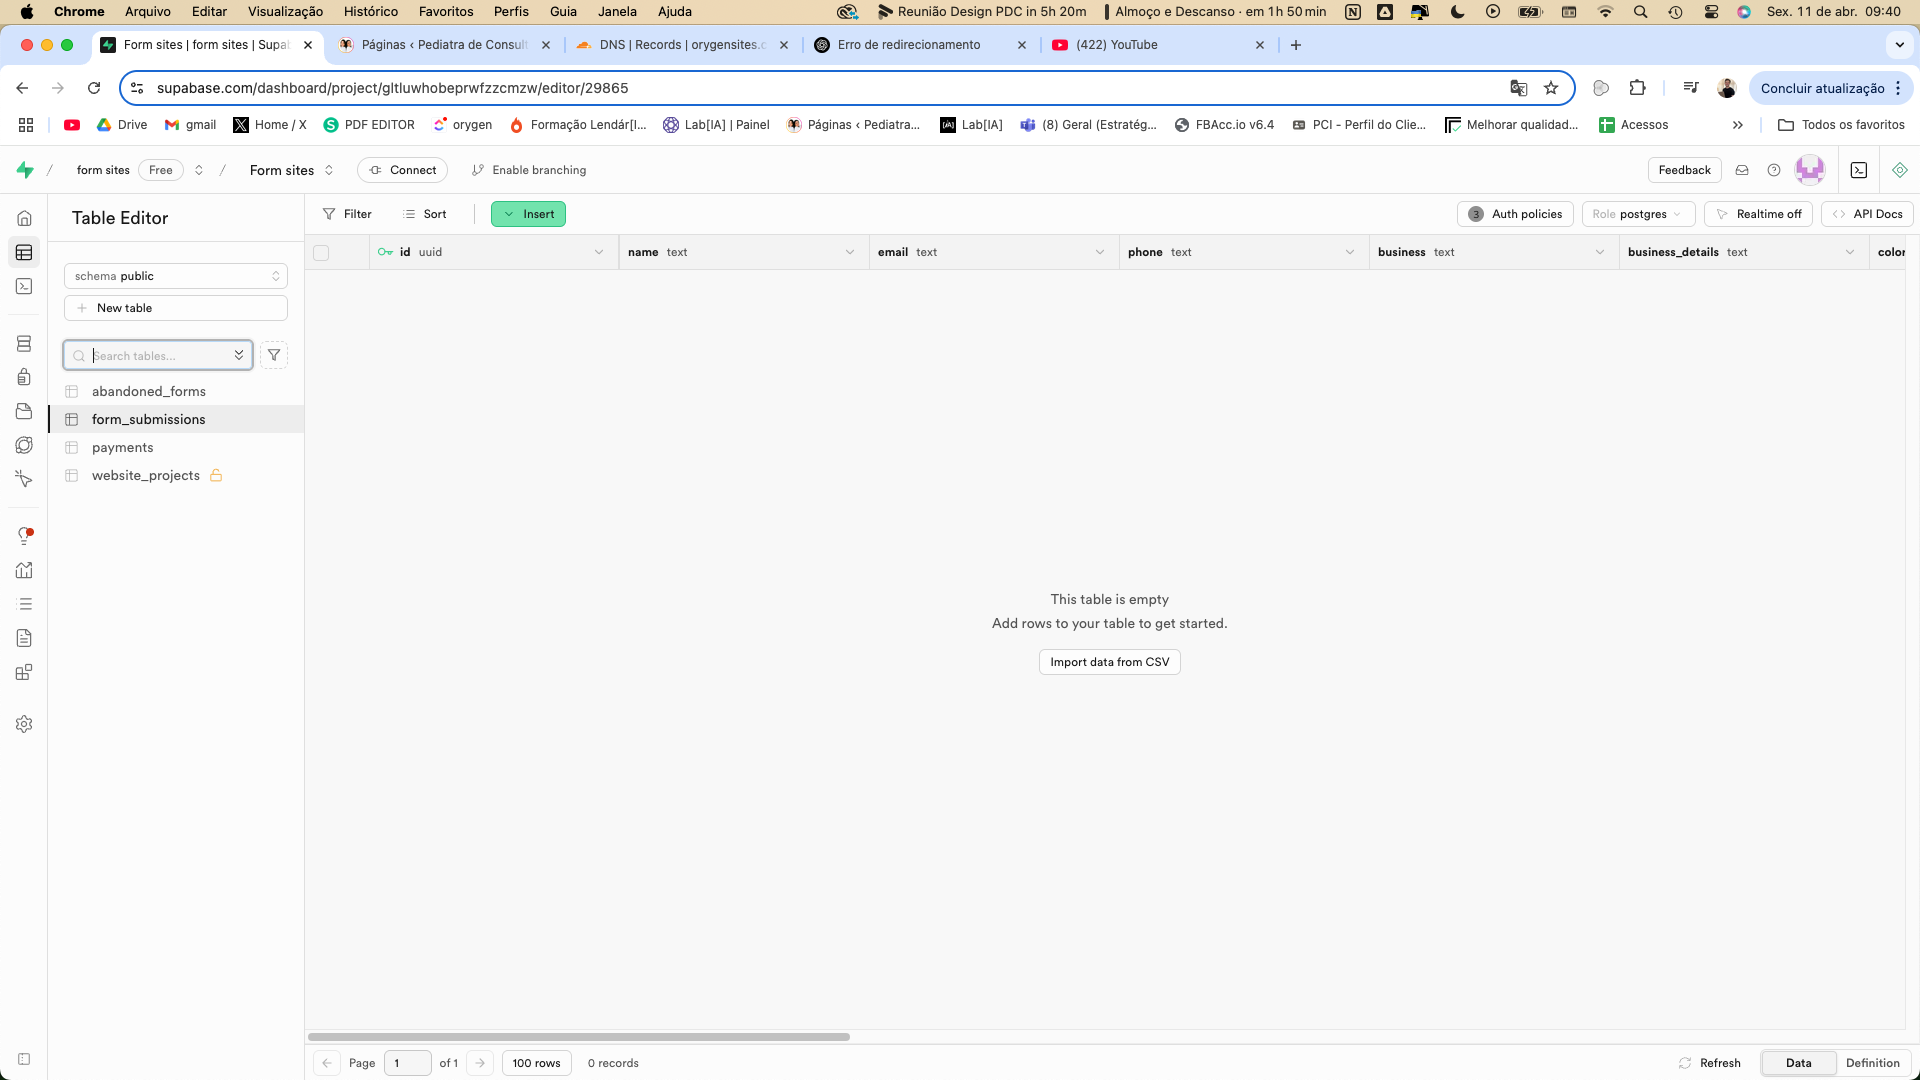 Chrome Arquivo Editar Visualização Histórico Favoritos Perfis Guia Janela Ajuda Reunião Design PDC in 5h 20m Almoço e Descanso · em 1 h 50 min Sex. 11 de abr. 09:40
Form sites | form sites | Supab Páginas ‹ Pediatra de Consult DNS | Records | orygensites.c Erro de redirecionamento (422) YouTube
supabase.com/dashboard/project/gltluwhobeprwfzzcmzw/editor/29865 Concluir atualização
Drive gmail Home / X PDF EDITOR orygen Formação Lendár[I... Lab[IA] | Painel Páginas ‹ Pediatra... Lab[IA] (8) Geral (Estratég... FBAcc.io v6.4 PCI - Perfil do Clie... Melhorar qualidad... Acessos Todos os favoritos
/ form sites Free / Form sites Connect Enable branching Feedback
Table Editor Filter Sort Insert 3 Auth policies Role postgres Realtime off API Docs
id uuid name text email text phone text business text business_details text color
schema public
New table
Search tables...
abandoned_forms
form_submissions
payments
website_projects
This table is empty
Add rows to your table to get started.
Import data from CSV
Page 1 of 1 100 rows 0 records Refresh Data Definition